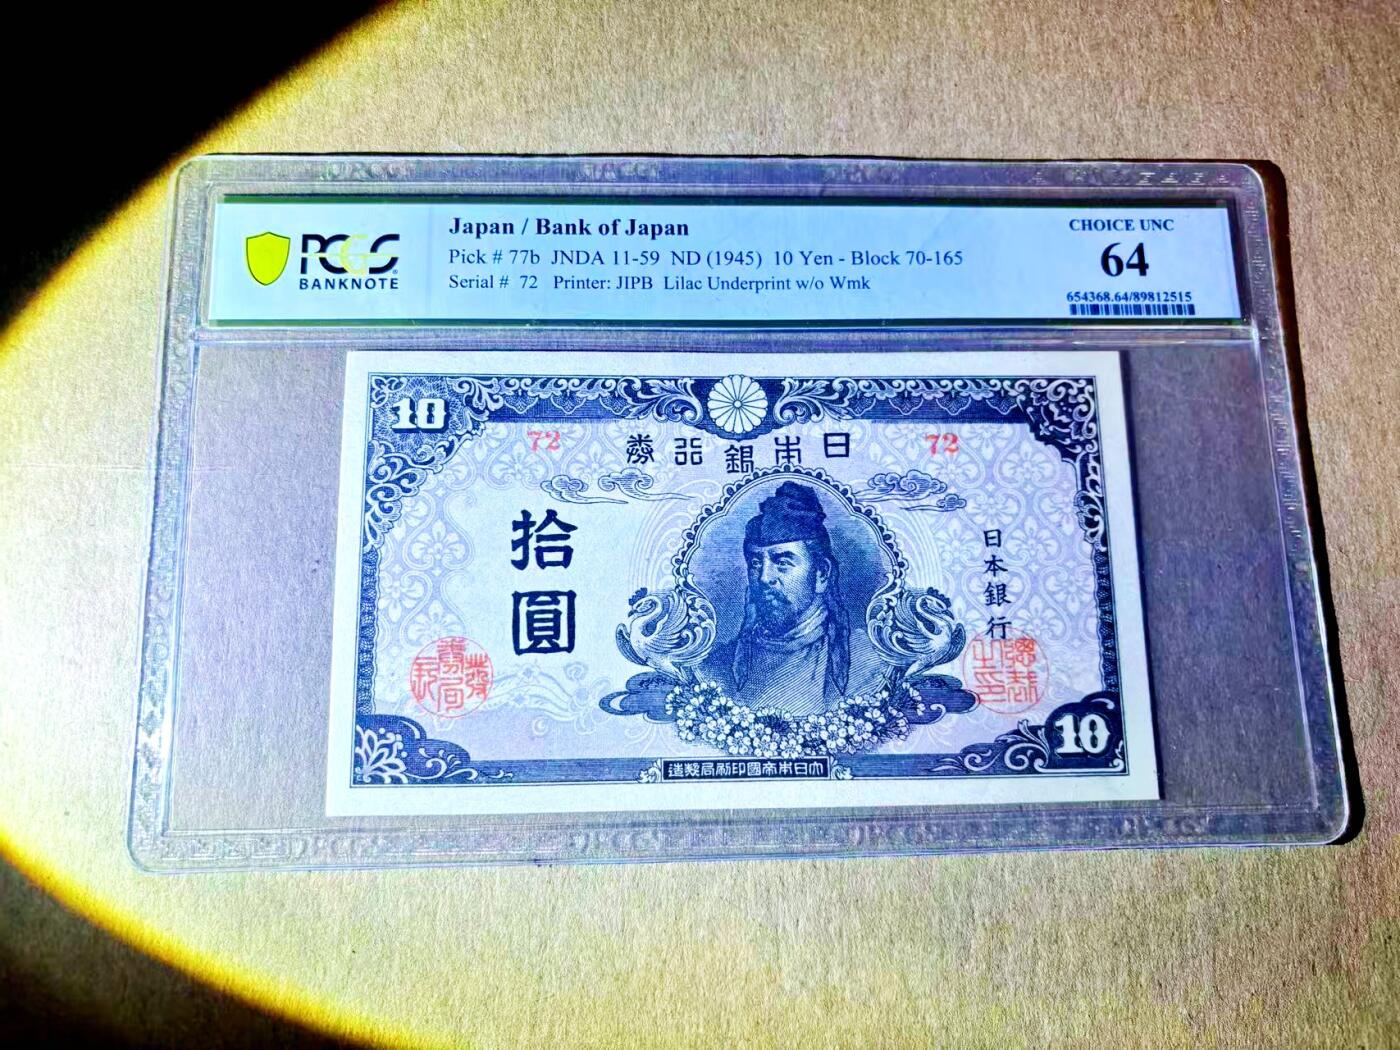 PCGS
BANKNOTE
Japan / Bank of Japan
Pick # 77b JNDA 11-59 ND (1945) 10 Yen - Block 70-165
Serial # 72 Printer: JIPB Lilac Underprint w/o Wmk
CHOICE UNC
64
654368.64/89812515
10
72
券行銀本日
72
拾圓
日本銀行
10
造製局刷印國帝本日大
PCGS